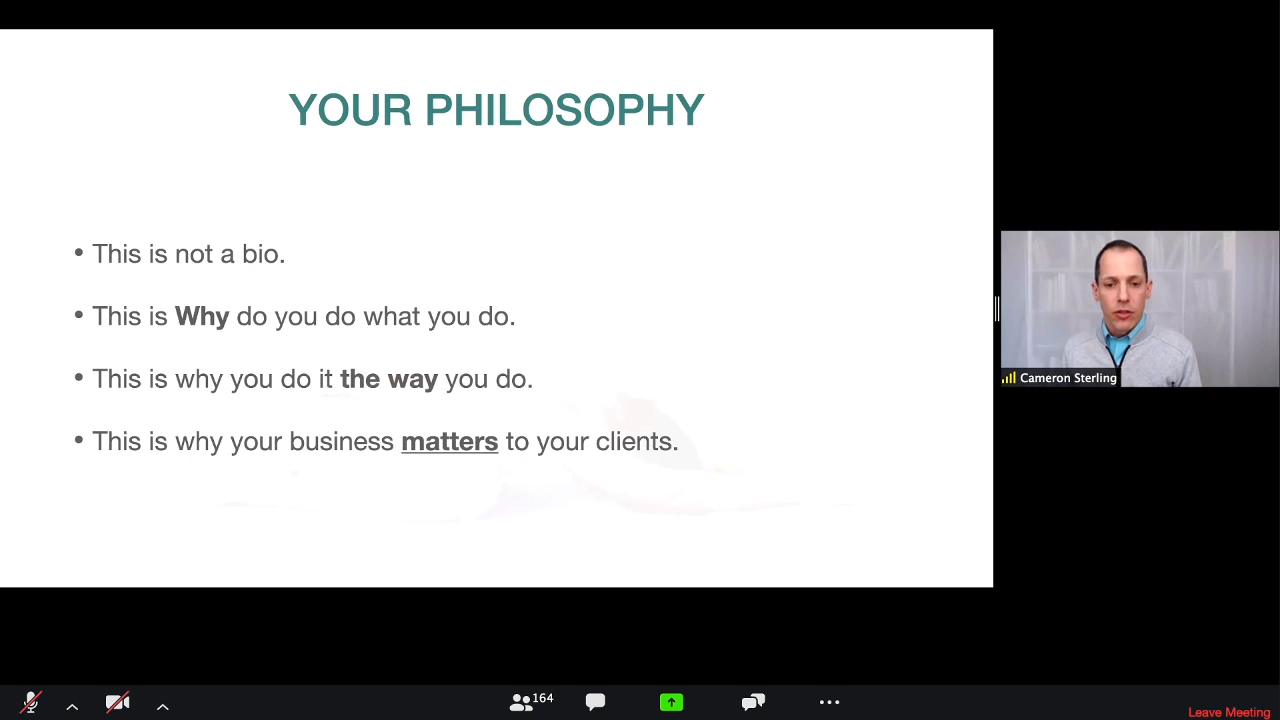 YOUR PHILOSOPHY
• This is not a bio.
• This is Why do you do what you do.
• This is why you do it the way you do.
• This is why your business matters to your clients.
Cameron Sterling
164
Leave Meeting